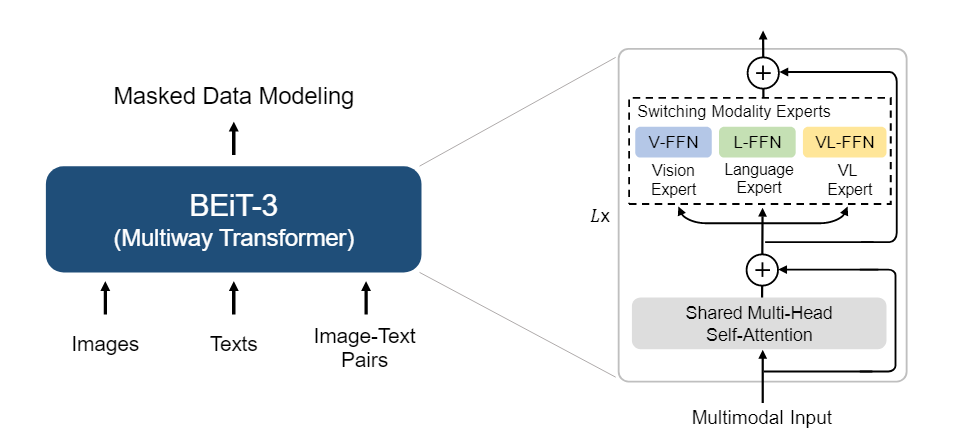 Masked Data Modeling
BEiT-3
(Multiway Transformer)
Images
Texts
Image-Text
Pairs
Switching Modality Experts
V-FFN
L-FFN
VL-FFN
Vision
Expert
Language
Expert
VL
Expert
Lx
Shared Multi-Head
Self-Attention
Multimodal Input